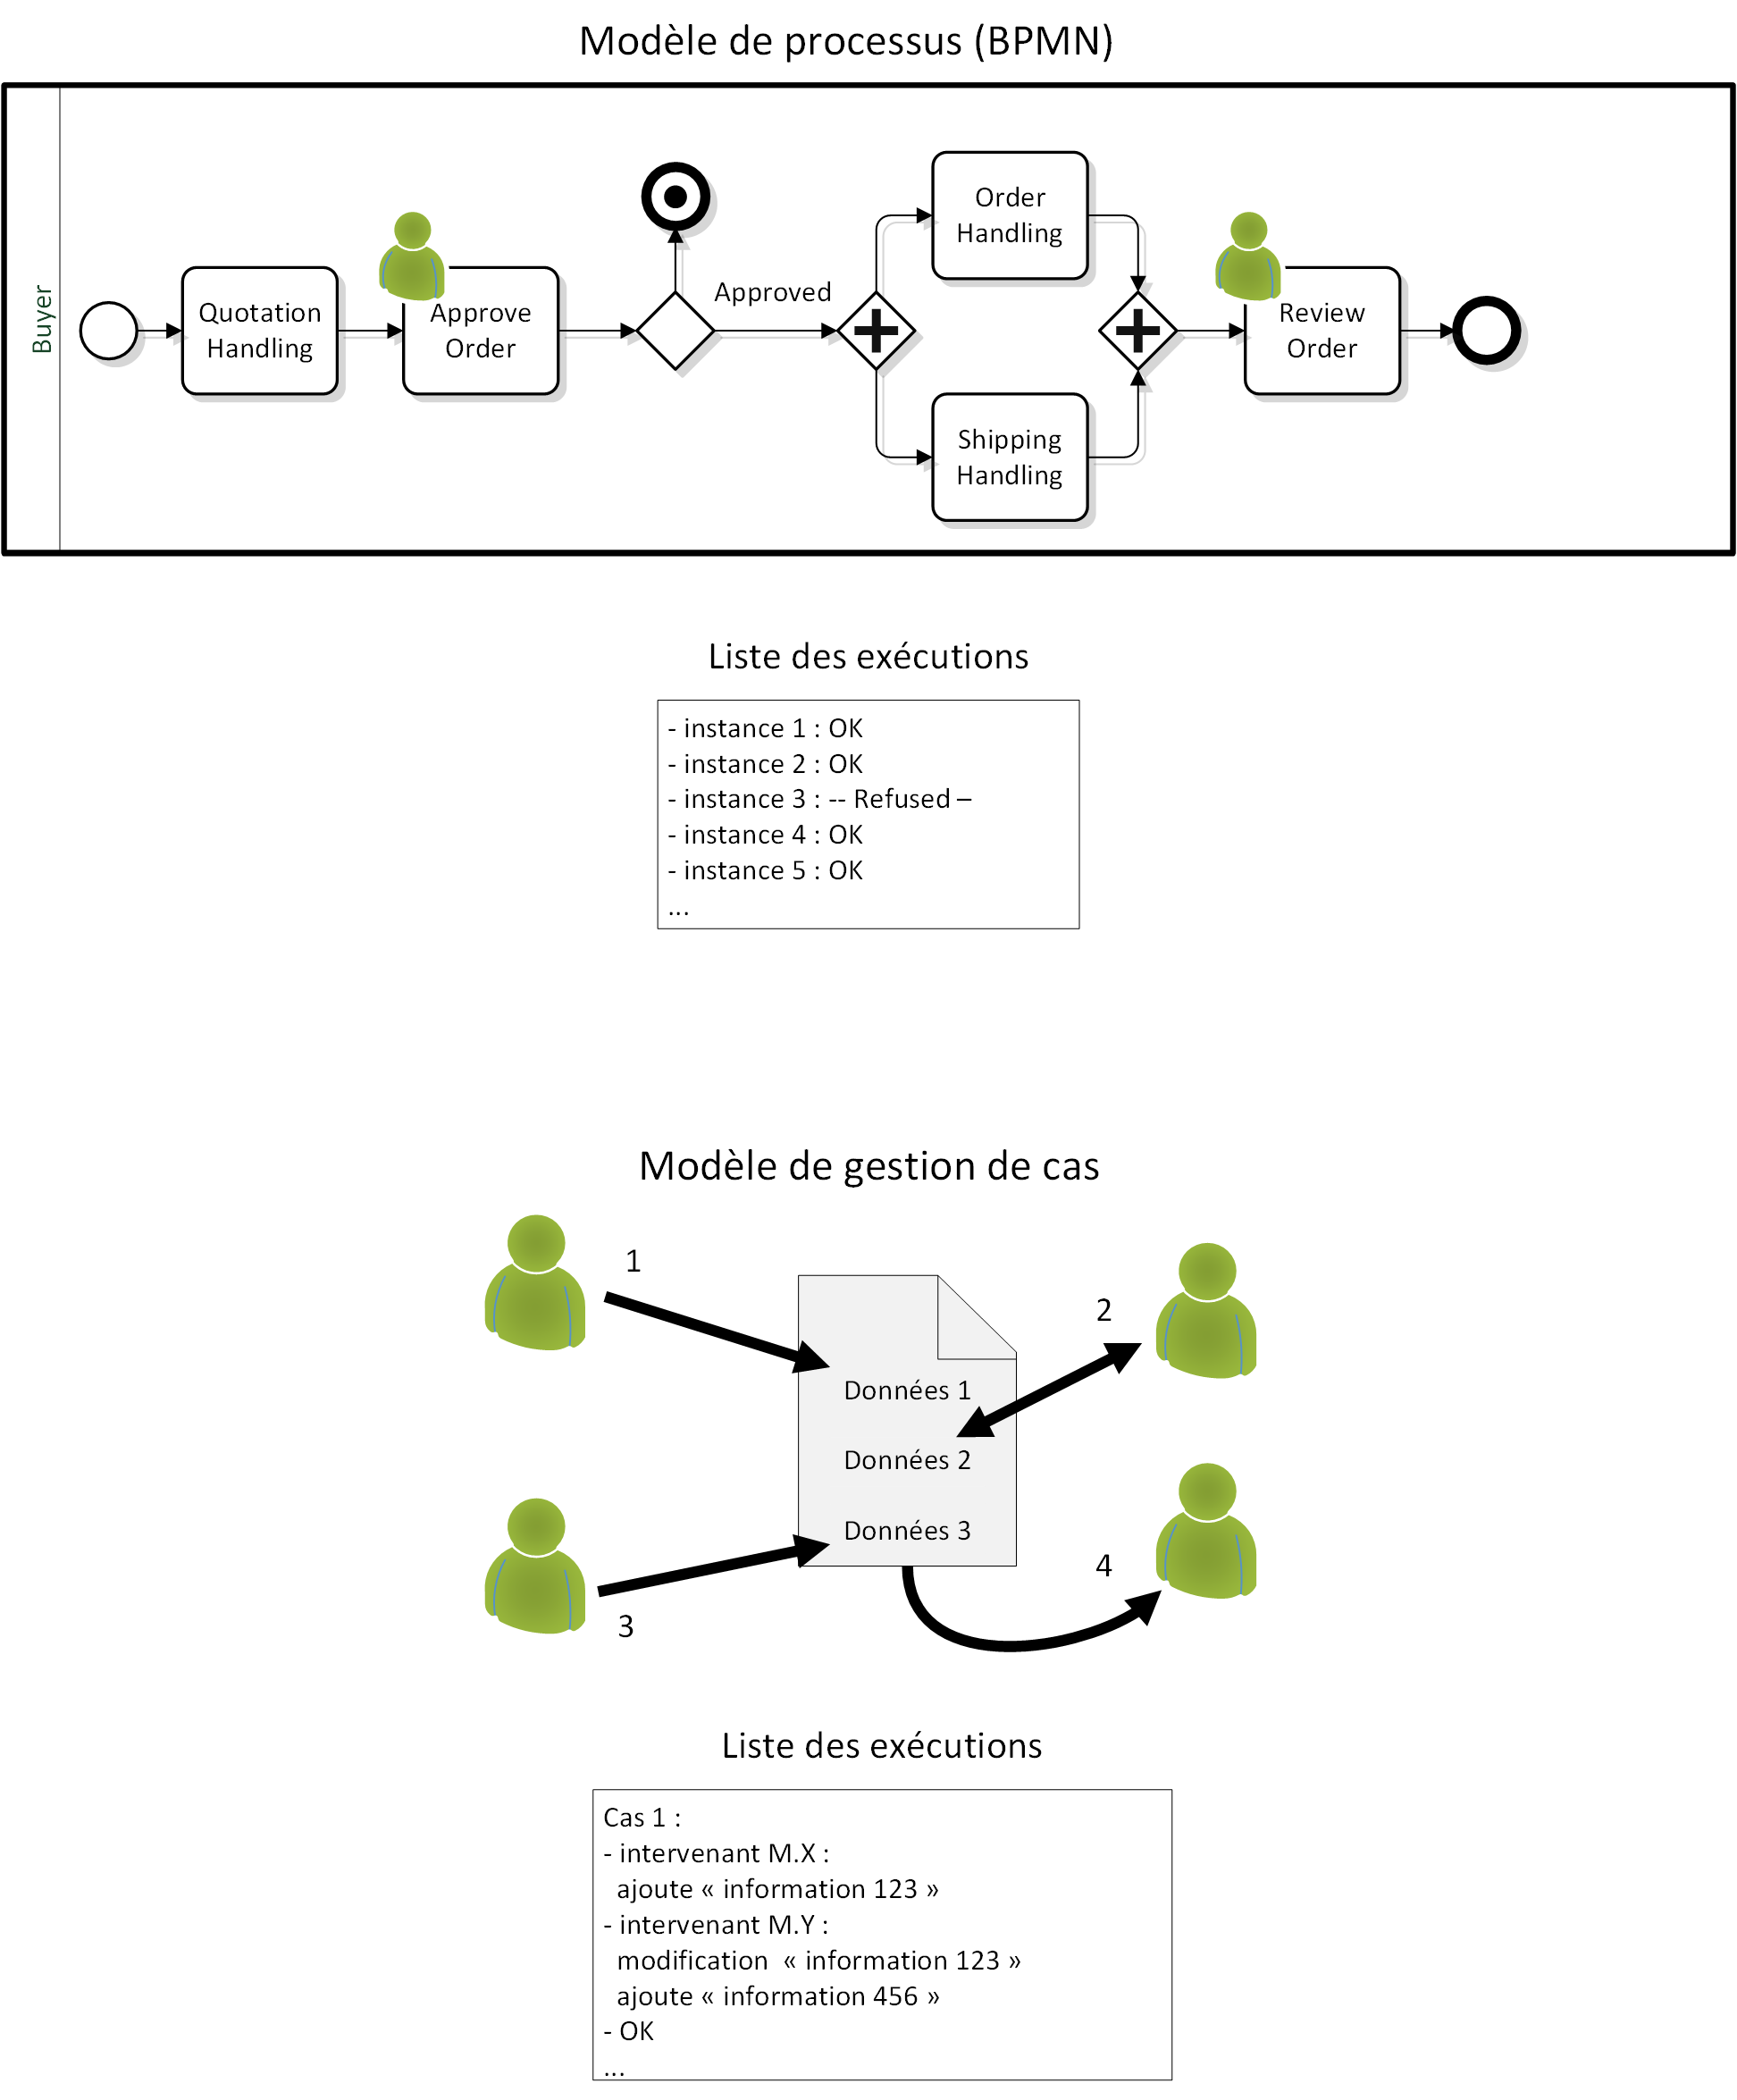 Modèle de processus (BPMN)
Buyer
Quotation
Handling
Approve
Order
Approved
Order
Handling
Shipping
Handling
Review
Order
Liste des exécutions
- instance 1 : OK
- instance 2 : OK
- instance 3 : -- Refused –
- instance 4 : OK
- instance 5 : OK
...
Modèle de gestion de cas
1
2
Données 1
Données 2
Données 3
3
4
Liste des exécutions
Cas 1 :
- intervenant M.X :
ajoute « information 123 »
- intervenant M.Y :
modification  « information 123 »
ajoute « information 456 »
- OK
...